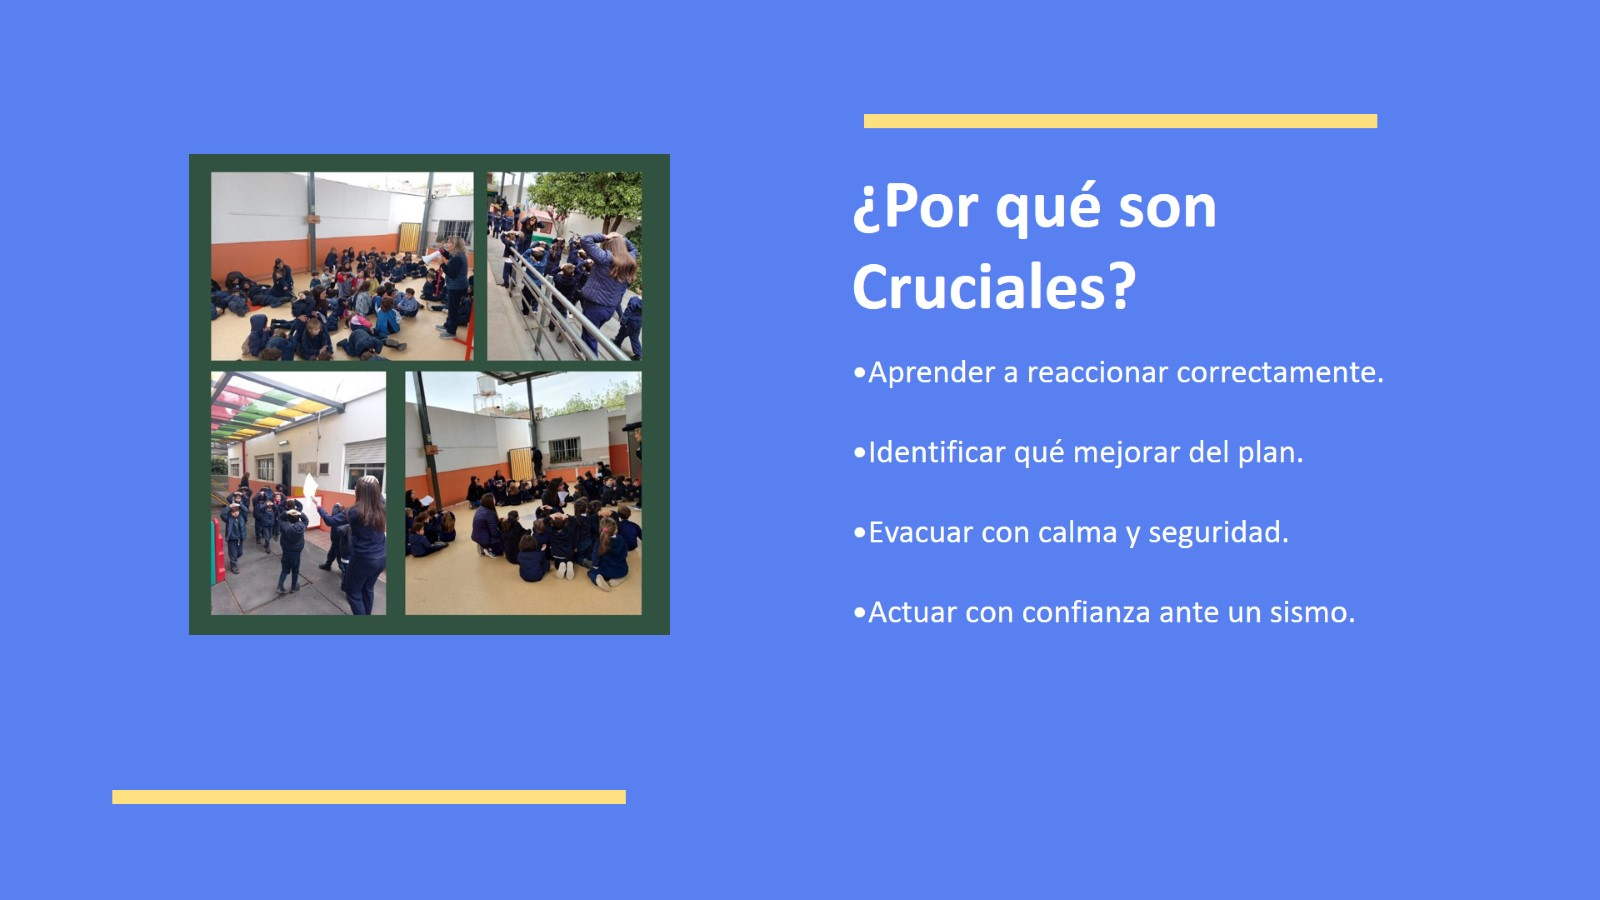 ¿Por qué son
Cruciales?
•Aprender a reaccionar correctamente.
•Identificar qué mejorar del plan.
•Evacuar con calma y seguridad.
•Actuar con confianza ante un sismo.